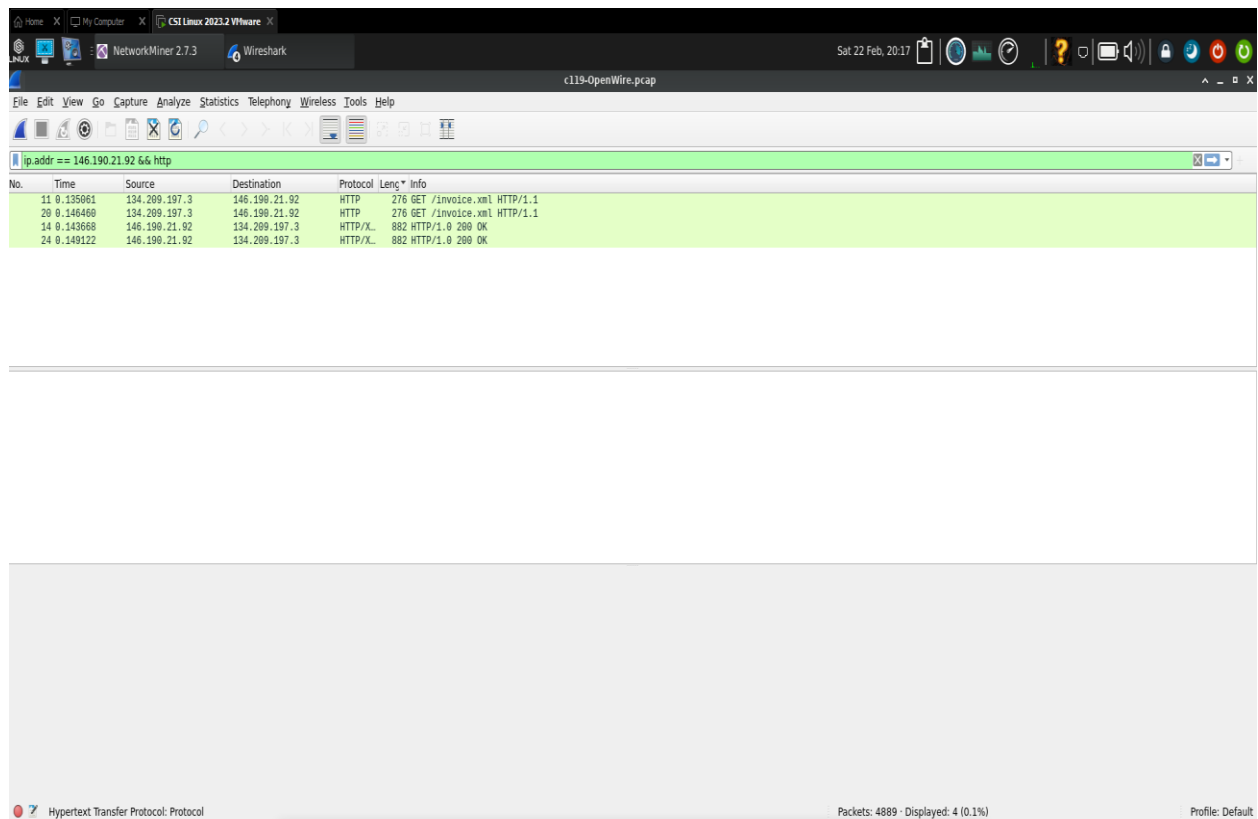 Home X My Computer X CSI Linux 2023.2 VMware X
LINUX NetworkMiner 2.7.3 Wireshark Sat 22 Feb, 20:17
c119-OpenWire.pcap
File Edit View Go Capture Analyze Statistics Telephony Wireless Tools Help
ip.addr == 146.190.21.92 && http
No. Time Source Destination Protocol Leng Info
11 0.135061 134.209.197.3 146.190.21.92 HTTP 276 GET /invoice.xml HTTP/1.1
20 0.146460 134.209.197.3 146.190.21.92 HTTP 276 GET /invoice.xml HTTP/1.1
14 0.143668 146.190.21.92 134.209.197.3 HTTP/X… 882 HTTP/1.0 200 OK
24 0.149122 146.190.21.92 134.209.197.3 HTTP/X… 882 HTTP/1.0 200 OK
Hypertext Transfer Protocol: Protocol Packets: 4889 · Displayed: 4 (0.1%) Profile: Default